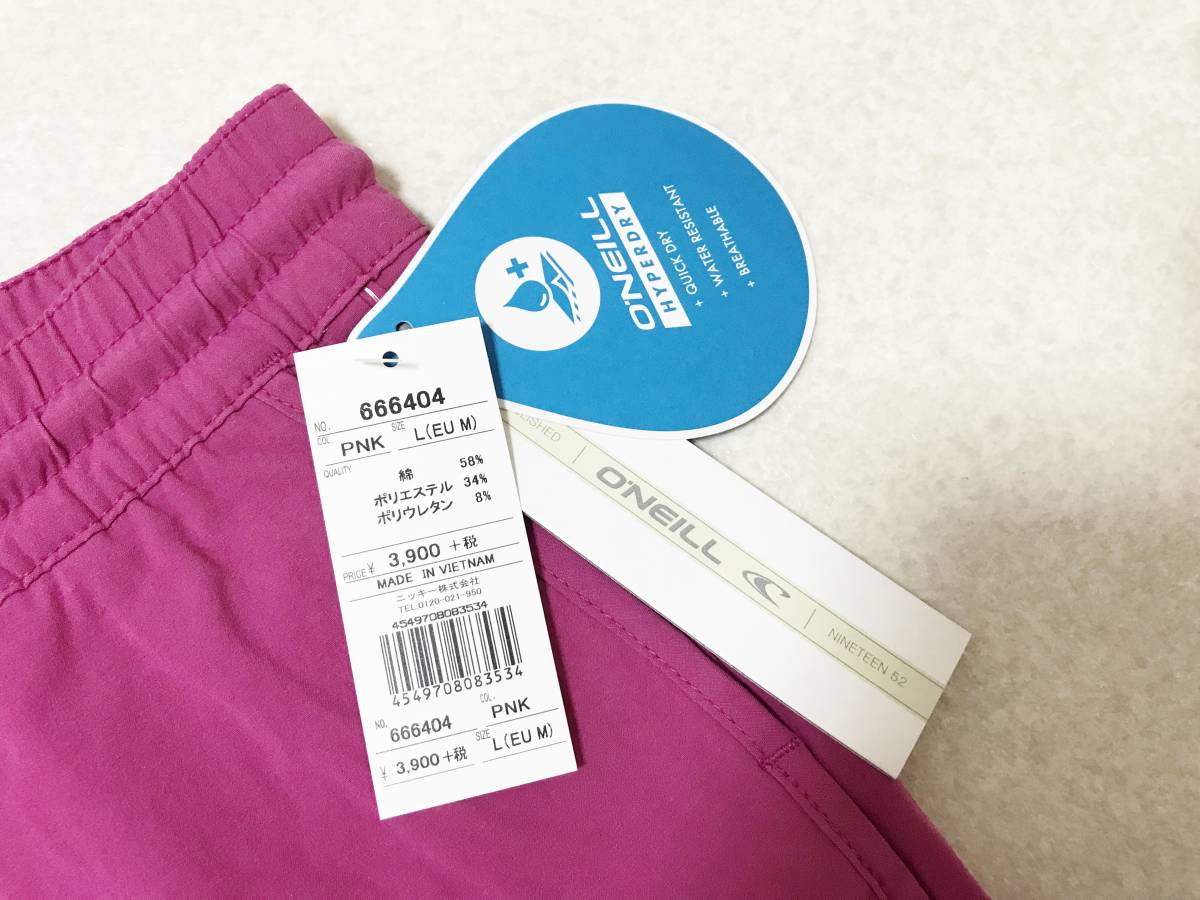 O'NEILL
HYPERDRY
+ QUICK DRY
+ WATER RESISTANT
+ BREATHABLE
NO. 666404
COL. PNK SIZE L(EU M)
QUALITY
綿 58%
ポリエステル 34%
ポリウレタン 8%
PRICE ¥ 3,900 +税
MADE IN VIETNAM
ニッキー株式会社
TEL.0120-021-950
4549708083534
4549708083534
NO. 666404 COL. PNK
¥ 3,900+税 SIZE L(EU M)
O'NEILL
NINETEEN 52